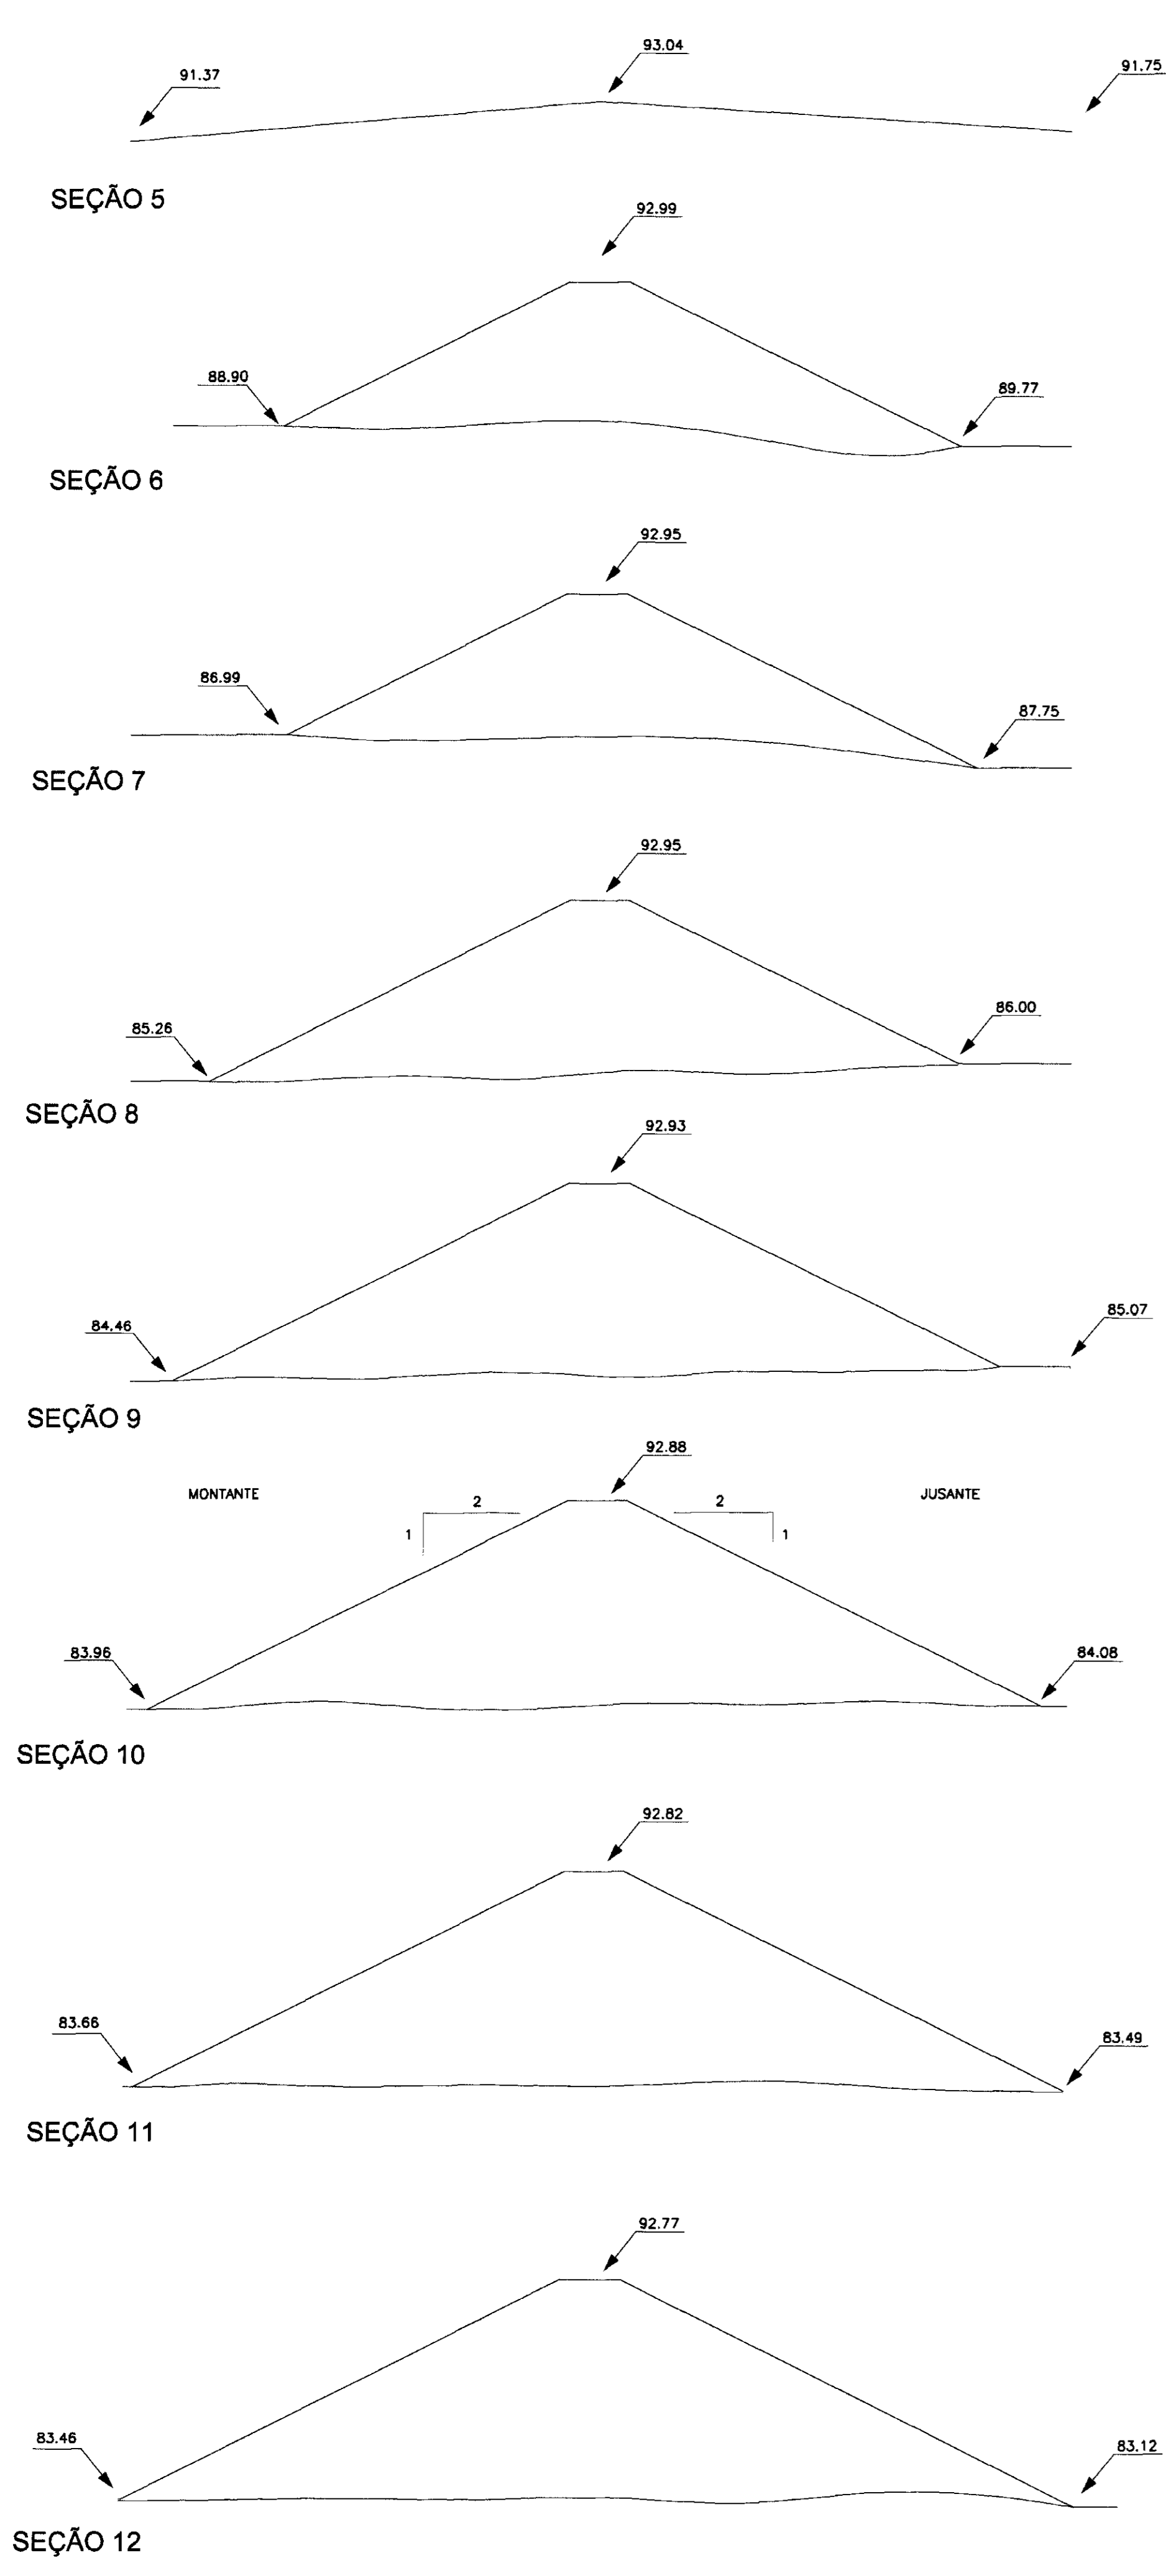 93.04
91.37
91.75
SEÇÃO 5
92.99
88.90
89.77
SEÇÃO 6
92.95
86.99
87.75
SEÇÃO 7
92.95
85.26
86.00
SEÇÃO 8
92.93
84.46
85.07
SEÇÃO 9
92.88
MONTANTE
2
2
JUSANTE
1
1
83.96
84.08
SEÇÃO 10
92.82
83.66
83.49
SEÇÃO 11
92.77
83.46
83.12
SEÇÃO 12